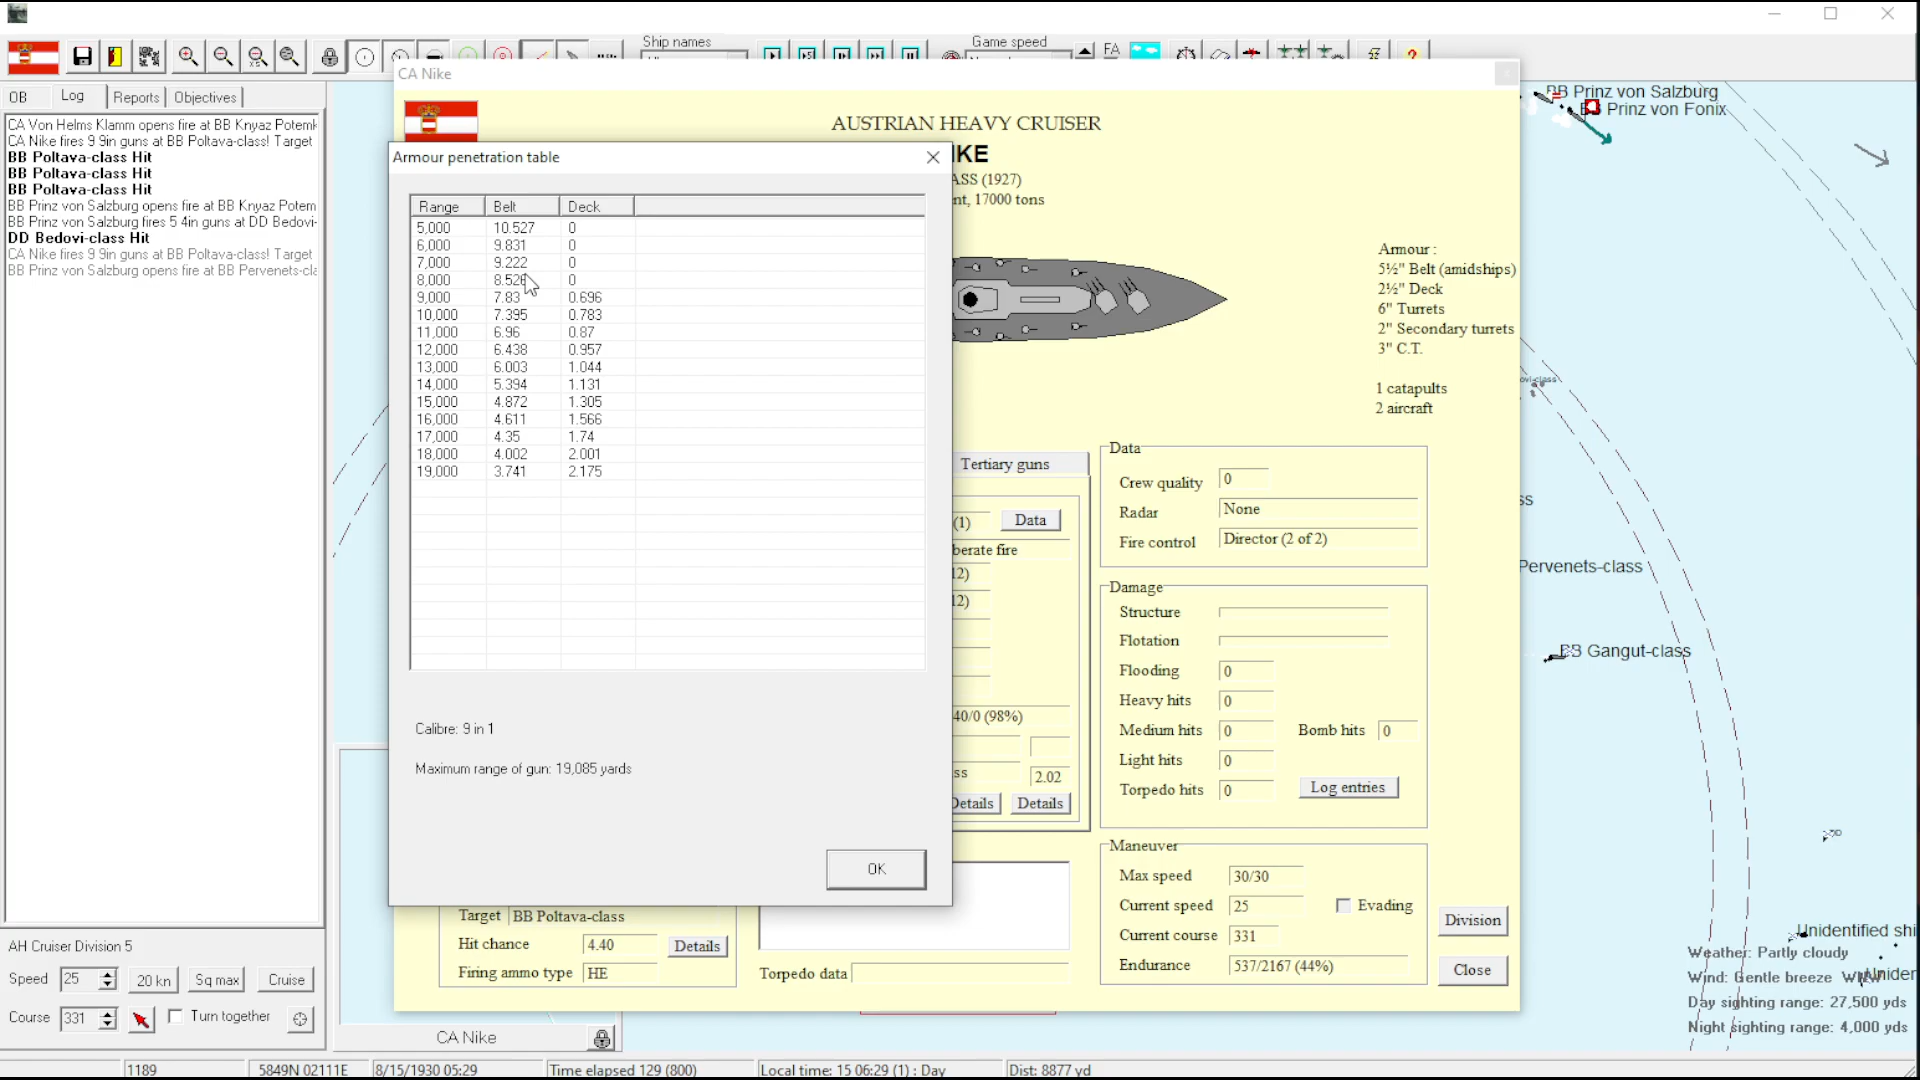 Ship names
Game speed
FA
OB
Log
Reports
Objectives
CA Von Helms Klamm opens fire at BB Knyaz Potemk
CA Nike fires 9 9in guns at BB Poltava-class! Target
BB Poltava-class Hit
BB Poltava-class Hit
BB Poltava-class Hit
BB Prinz von Salzburg opens fire at BB Knyaz Potem
BB Prinz von Salzburg fires 5 4in guns at DD Bedovi-
DD Bedovi-class Hit
CA Nike fires 9 9in guns at BB Poltava-class! Target
BB Prinz von Salzburg opens fire at BB Pervenets-cla
AH Cruiser Division 5
Speed 25 20 kn Sq max Cruise
Course 331 Turn together
CA Nike
AUSTRIAN HEAVY CRUISER
IKE
ASS (1927)
nt, 17000 tons
Armour :
5½" Belt (amidships)
2½" Deck
6" Turrets
2" Secondary turrets
3" C.T.
1 catapults
2 aircraft
Armour penetration table
Range Belt Deck
5,000 10.527 0
6,000 9.831 0
7,000 9.222 0
8,000 8.526 0
9,000 7.83 0.696
10,000 7.395 0.783
11,000 6.96 0.87
12,000 6.438 0.957
13,000 6.003 1.044
14,000 5.394 1.131
15,000 4.872 1.305
16,000 4.611 1.566
17,000 4.35 1.74
18,000 4.002 2.001
19,000 3.741 2.175
Calibre: 9 in 1
Maximum range of gun: 19,085 yards
OK
Tertiary guns
(1) Data
berate fire
12)
12)
40/0 (98%)
ss 2.02
Details Details
Data
Crew quality 0
Radar None
Fire control Director (2 of 2)
Damage
Structure
Flotation
Flooding 0
Heavy hits 0
Medium hits 0 Bomb hits 0
Light hits 0
Torpedo hits 0 Log entries
Maneuver
Max speed 30/30
Current speed 25 Evading
Current course 331
Endurance 537/2167 (44%)
Division
Close
Target BB Poltava-class
Hit chance 4.40 Details
Firing ammo type HE
Torpedo data
CA Nike
BB Prinz von Salzburg
BB Prinz von Fonix
ovi-class
ss
Pervenets-class
BB Gangut-class
Unidentified shi
Weather: Partly cloudy
Wind: Gentle breeze
Day sighting range: 27,500 yds
Night sighting range: 4,000 yds
1189
5849N 02111E
8/15/1930 05:29
Time elapsed 129 (800)
Local time: 15 06:29 (1) : Day
Dist: 8877 yd